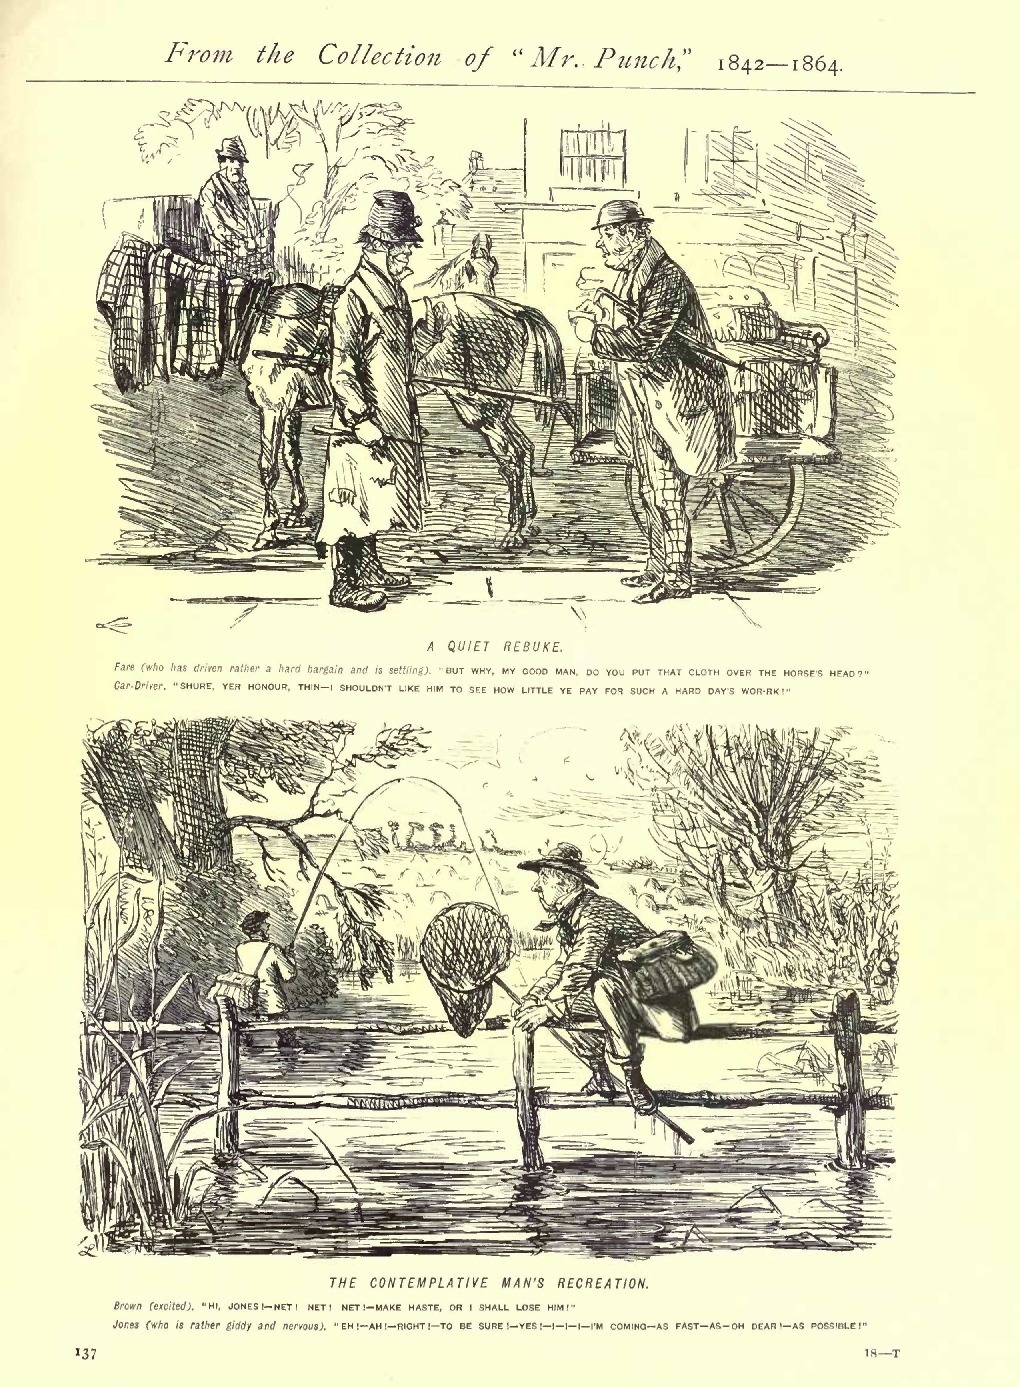 From the Collection of "Mr. Punch," 1842—1864.
A QUIET REBUKE.
Fare (who has driven rather a hard bargain and is settling). "BUT WHY, MY GOOD MAN, DO YOU PUT THAT CLOTH OVER THE HORSE'S HEAD?"
Car-Driver. "SHURE, YER HONOUR, THIN—I SHOULDN'T LIKE HIM TO SEE HOW LITTLE YE PAY FOR SUCH A HARD DAY'S WOR-RK!"
THE CONTEMPLATIVE MAN'S RECREATION.
Brown (excited). "HI, JONES!—NET! NET! NET!—MAKE HASTE, OR I SHALL LOSE HIM!"
Jones (who is rather giddy and nervous). "EH!—AH!—RIGHT!—TO BE SURE!—YES!—I—I—I—I'M COMING—AS FAST—AS—OH DEAR!—AS POSSIBLE!"
137
18—T